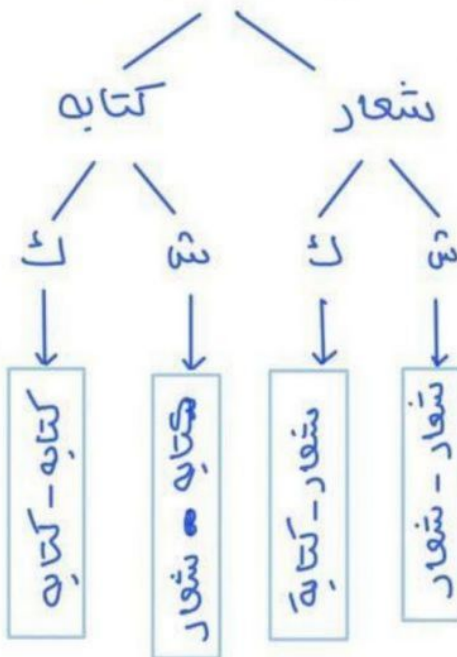 شعار كتابه
ش ك ش ك
شعار - شعار
شعار - كتابة
كتابه - شعار
كتابه - كتابه